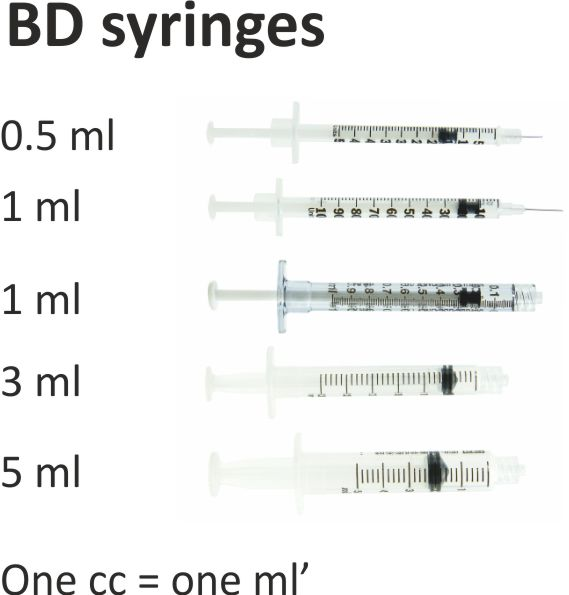 BD syringes
0.5 ml
1 ml
1 ml
3 ml
5 ml
One cc = one ml’